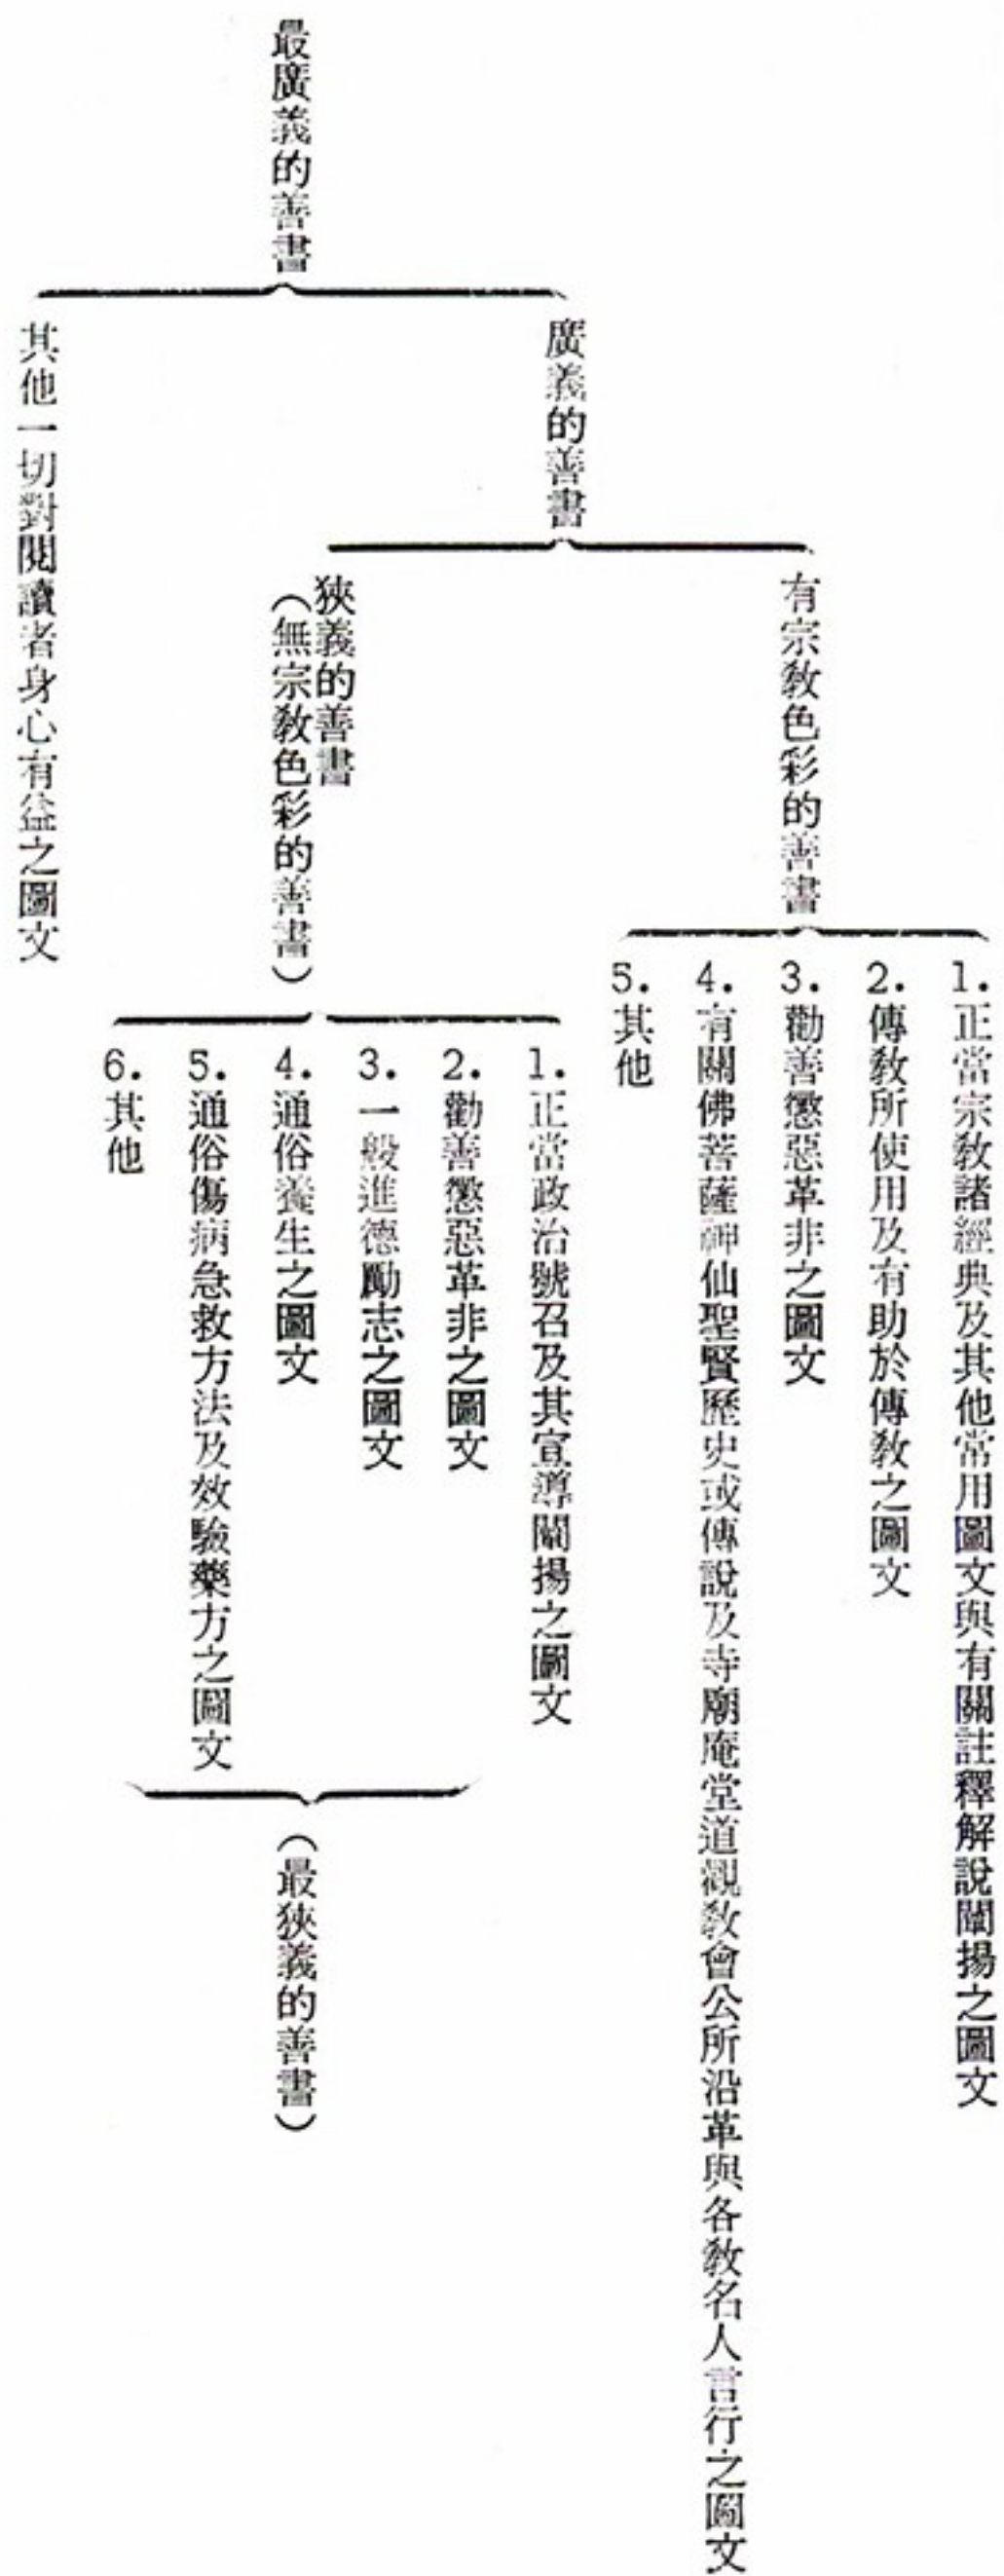 最廣義的善書
廣義的善書
有宗教色彩的善書
1.正當宗教諸經典及其他常用圖文與有關註釋解說闡揚之圖文
2.傳教所使用及有助於傳教之圖文
3.勸善懲惡革非之圖文
4.有關佛菩薩神仙聖賢歷史或傳說及寺廟庵堂道觀教會公所沿革與各教名人言行之圖文
5.其他
狹義的善書
（無宗教色彩的善書）
1.正當政治號召及其宣導闡揚之圖文
2.勸善懲惡革非之圖文
3.一般進德勵志之圖文
4.通俗養生之圖文
5.通俗傷病急救方法及效驗藥方之圖文
6.其他
（最狹義的善書）
其他一切對閱讀者身心有益之圖文